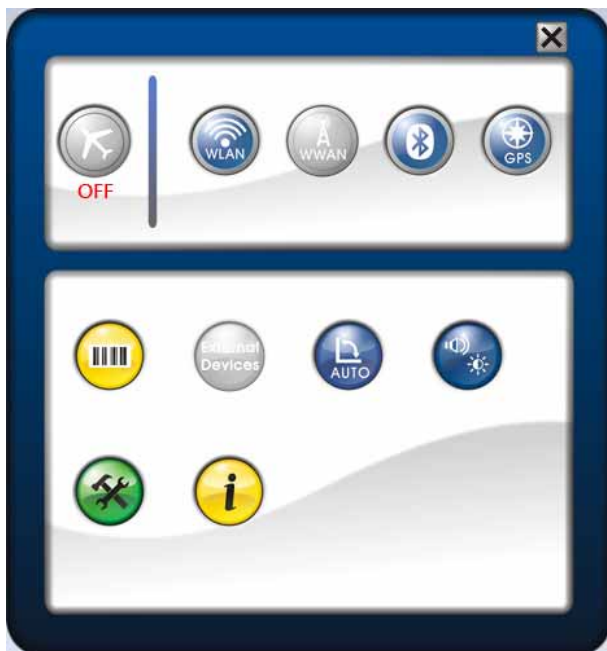 WLAN
WWAN
GPS
OFF
External
Devices
AUTO
i